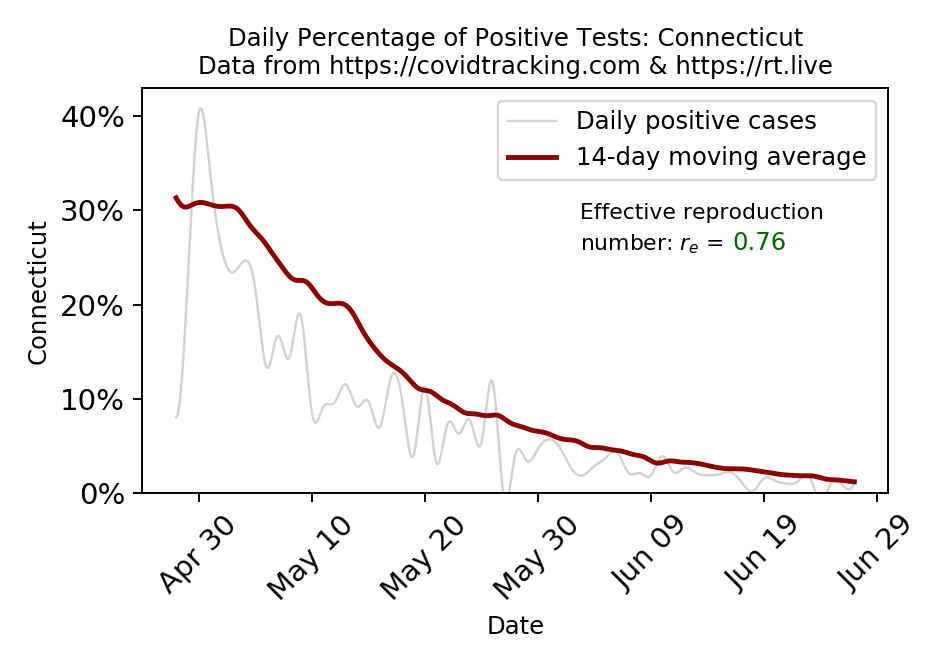 Daily Percentage of Positive Tests: Connecticut
Data from https://covidtracking.com & https://rt.live
Daily positive cases
14-day moving average
Effective reproduction
number: rₑ = 0.76
Connecticut
40%
30%
20%
10%
0%
Apr 30
May 10
May 20
May 30
Jun 09
Jun 19
Jun 29
Date